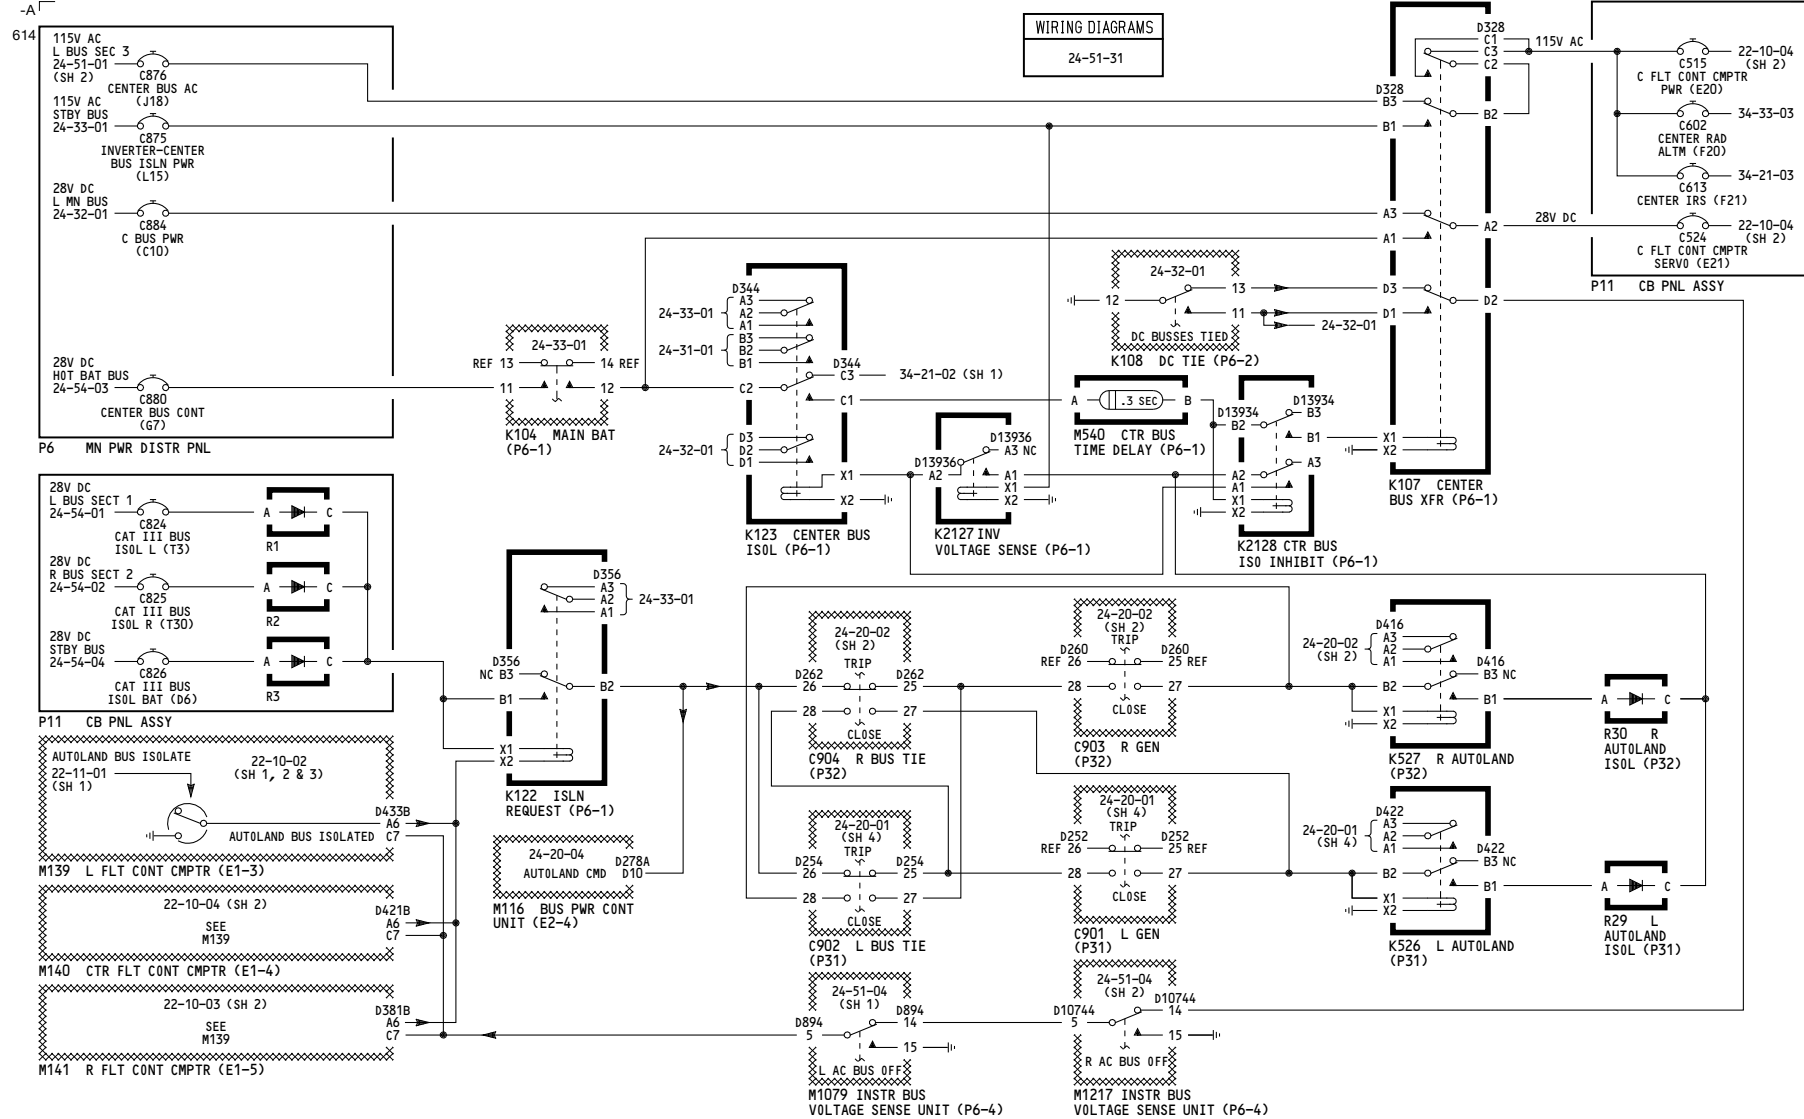 -A
614
WIRING DIAGRAMS
24-51-31
115V AC
L BUS SEC 3
24-51-01
(SH 2)
C876
CENTER BUS AC
(J18)
115V AC
STBY BUS
24-33-01
C875
INVERTER-CENTER
BUS ISLN PWR
(L15)
28V DC
L MN BUS
24-32-01
C884
C BUS PWR
(C10)
28V DC
HOT BAT BUS
24-54-03
C880
CENTER BUS CONT
(G7)
P6 MN PWR DISTR PNL
24-33-01
REF 13
14 REF
11
12
K104 MAIN BAT
(P6-1)
D344
24-33-01
A3
A2
A1
24-31-01
B3
B2
B1
D344
C3
34-21-02 (SH 1)
C2
C1
24-32-01
D3
D2
D1
X1
X2
K123 CENTER BUS
ISOL (P6-1)
D13936
A3 NC
D13936
A2
A1
X1
X2
K2127 INV
VOLTAGE SENSE (P6-1)
24-32-01
12
13
11
24-32-01
DC BUSSES TIED
K108 DC TIE (P6-2)
A
.3 SEC
B
M540 CTR BUS
TIME DELAY (P6-1)
D13934
B3
D13934
B2
B1
A3
A2
A1
X1
X2
K2128 CTR BUS
ISO INHIBIT (P6-1)
D328
C1
C3
C2
D328
B3
B2
B1
A3
A2
A1
D3
D2
D1
X1
X2
K107 CENTER
BUS XFR (P6-1)
115V AC
28V DC
C515
22-10-04
(SH 2)
C FLT CONT CMPTR
PWR (E20)
C602
34-33-03
CENTER RAD
ALTM (F20)
C613
34-21-03
CENTER IRS (F21)
C524
22-10-04
(SH 2)
C FLT CONT CMPTR
SERVO (E21)
P11 CB PNL ASSY
28V DC
L BUS SECT 1
24-54-01
C824
CAT III BUS
ISOL L (T3)
A
C
R1
28V DC
R BUS SECT 2
24-54-02
C825
CAT III BUS
ISOL R (T30)
A
C
R2
28V DC
STBY BUS
24-54-04
C826
CAT III BUS
ISOL BAT (D6)
A
C
R3
P11 CB PNL ASSY
D356
A3
A2
A1
24-33-01
D356
NC B3
B2
B1
X1
X2
K122 ISLN
REQUEST (P6-1)
AUTOLAND BUS ISOLATE
22-11-01
(SH 1)
22-10-02
(SH 1, 2 & 3)
AUTOLAND BUS ISOLATED
D433B
A6
C7
M139 L FLT CONT CMPTR (E1-3)
22-10-04 (SH 2)
SEE
M139
D421B
A6
C7
M140 CTR FLT CONT CMPTR (E1-4)
22-10-03 (SH 2)
SEE
M139
D381B
A6
C7
M141 R FLT CONT CMPTR (E1-5)
24-20-04
AUTOLAND CMD
D278A
D10
M116 BUS PWR CONT
UNIT (E2-4)
24-20-02
(SH 2)
TRIP
D262
26
D262
25
28
27
CLOSE
C904 R BUS TIE
(P32)
24-20-01
(SH 4)
TRIP
D254
26
D254
25
28
27
CLOSE
C902 L BUS TIE
(P31)
24-20-02
(SH 2)
TRIP
D260
REF 26
D260
25 REF
28
27
CLOSE
C903 R GEN
(P32)
24-20-01
(SH 4)
TRIP
D252
REF 26
D252
25 REF
28
27
CLOSE
C901 L GEN
(P31)
24-20-02
(SH 2)
D416
A3
A2
A1
D416
B3 NC
B2
B1
X1
X2
K527 R AUTOLAND
(P32)
A
C
R30 R
AUTOLAND
ISOL (P32)
24-20-01
(SH 4)
D422
A3
A2
A1
D422
B3 NC
B2
B1
X1
X2
K526 L AUTOLAND
(P31)
A
C
R29 L
AUTOLAND
ISOL (P31)
24-51-04
(SH 1)
D894
5
D894
14
15
L AC BUS OFF
M1079 INSTR BUS
VOLTAGE SENSE UNIT (P6-4)
24-51-04
(SH 2)
D10744
5
D10744
14
15
R AC BUS OFF
M1217 INSTR BUS
VOLTAGE SENSE UNIT (P6-4)